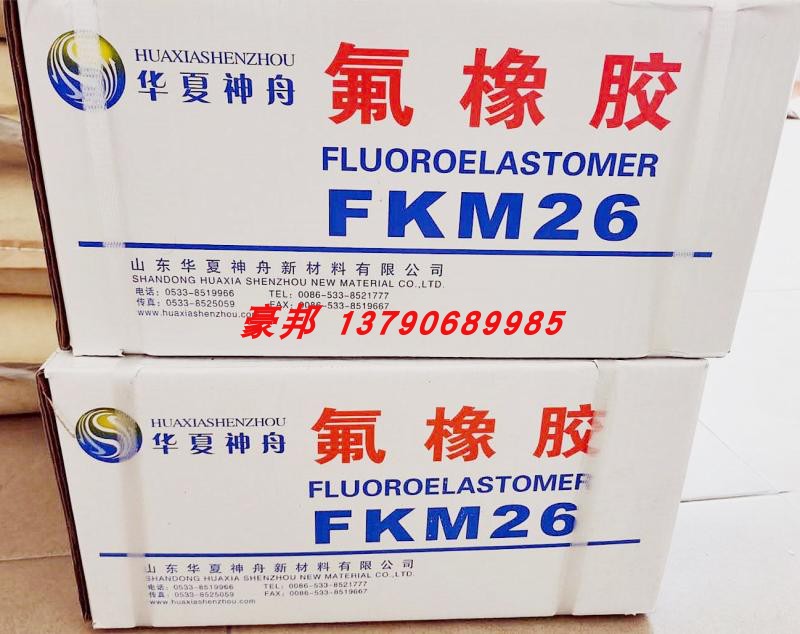 HUAXIASHENZHOU
华夏神舟
氟橡胶
FLUOROELASTOMER
FKM26
山东华夏神舟新材料有限公司
SHANDONG HUAXIA SHENZHOU NEW MATERIAL CO.,LTD.
电话: 0533-8519966 TEL: 0086-533-8521777
传真: 0533-8525059 FAX: 0086-533-8519667
www.huaxiashenzhou.com
豪邦 13790689985
HUAXIASHENZHOU
华夏神舟
氟橡胶
FLUOROELASTOMER
FKM26
山东华夏神舟新材料有限公司
SHANDONG HUAXIA SHENZHOU NEW MATERIAL CO.,LTD.
电话: 0533-8519966 TEL: 0086-533-8521777
传真: 0533-8525059 FAX: 0086-533-8519667
www.huaxiashenzhou.com